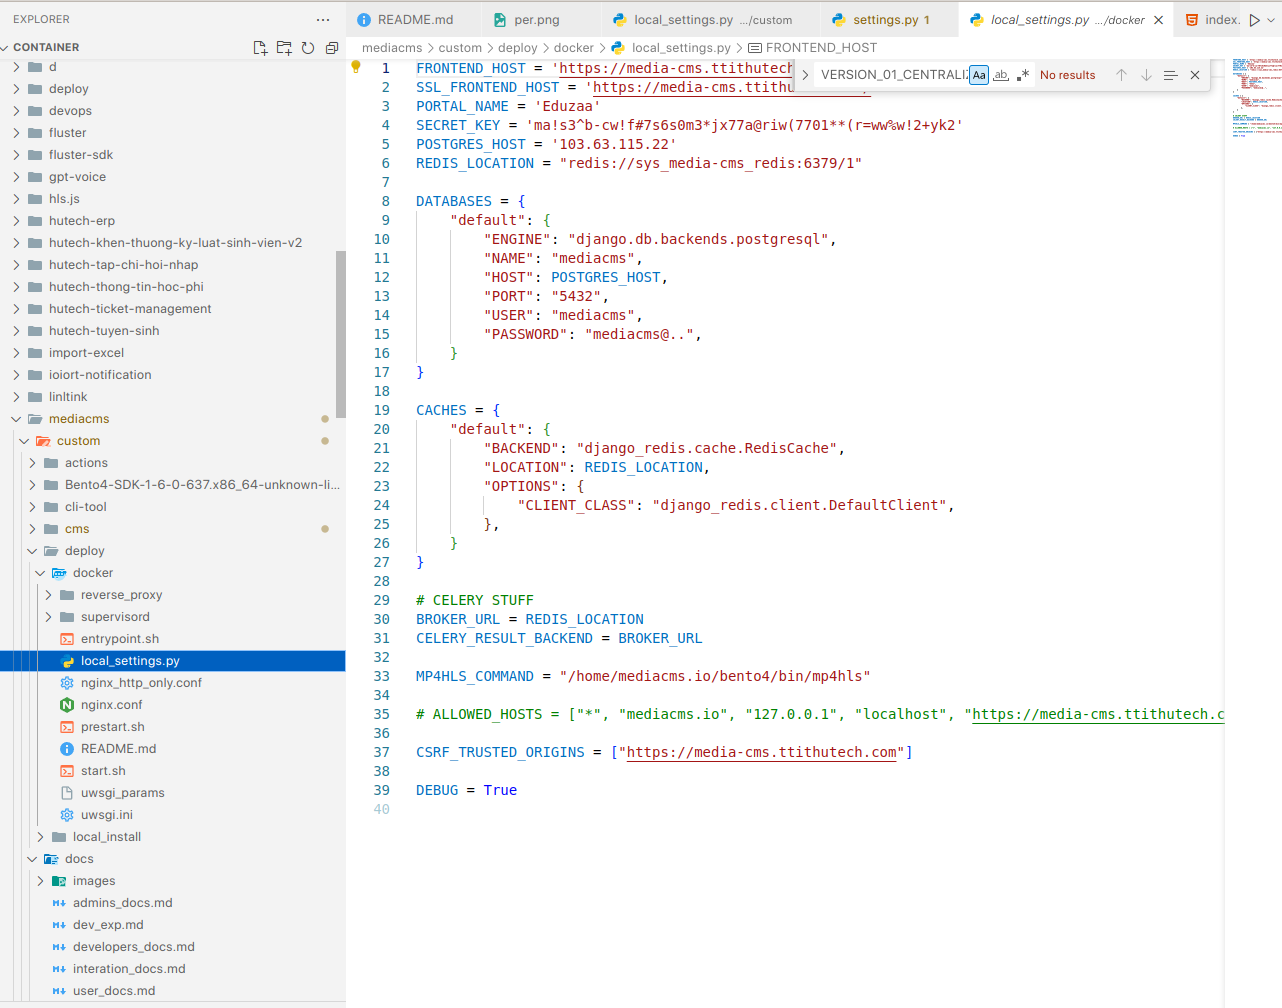 EXPLORER
README.md
per.png
local_settings.py .../custom
settings.py 1
local_settings.py .../docker
index.
CONTAINER
mediacms > custom > deploy > docker > local_settings.py > FRONTEND_HOST
VERSION_01_CENTRALI
Aa
ab
.*
No results
d
deploy
devops
fluster
fluster-sdk
gpt-voice
hls.js
hutech-erp
hutech-khen-thuong-ky-luat-sinh-vien-v2
hutech-tap-chi-hoi-nhap
hutech-thong-tin-hoc-phi
hutech-ticket-management
hutech-tuyen-sinh
import-excel
ioiort-notification
linltink
mediacms
custom
actions
Bento4-SDK-1-6-0-637.x86_64-unknown-li...
cli-tool
cms
deploy
docker
reverse_proxy
supervisord
entrypoint.sh
local_settings.py
nginx_http_only.conf
nginx.conf
prestart.sh
README.md
start.sh
uwsgi_params
uwsgi.ini
local_install
docs
images
admins_docs.md
dev_exp.md
developers_docs.md
interation_docs.md
user_docs.md
1 FRONTEND_HOST = 'https://media-cms.ttithutech
2 SSL_FRONTEND_HOST = 'https://media-cms.ttithu
3 PORTAL_NAME = 'Eduzaa'
4 SECRET_KEY = 'ma!s3^b-cw!f#7s6s0m3*jx77a@riw(7701**(r=ww%w!2+yk2'
5 POSTGRES_HOST = '103.63.115.22'
6 REDIS_LOCATION = "redis://sys_media-cms_redis:6379/1"
7
8 DATABASES = {
9 "default": {
10 "ENGINE": "django.db.backends.postgresql",
11 "NAME": "mediacms",
12 "HOST": POSTGRES_HOST,
13 "PORT": "5432",
14 "USER": "mediacms",
15 "PASSWORD": "mediacms@..",
16 }
17 }
18
19 CACHES = {
20 "default": {
21 "BACKEND": "django_redis.cache.RedisCache",
22 "LOCATION": REDIS_LOCATION,
23 "OPTIONS": {
24 "CLIENT_CLASS": "django_redis.client.DefaultClient",
25 },
26 }
27 }
28
29 # CELERY STUFF
30 BROKER_URL = REDIS_LOCATION
31 CELERY_RESULT_BACKEND = BROKER_URL
32
33 MP4HLS_COMMAND = "/home/mediacms.io/bento4/bin/mp4hls"
34
35 # ALLOWED_HOSTS = ["*", "mediacms.io", "127.0.0.1", "localhost", "https://media-cms.ttithutech.c
36
37 CSRF_TRUSTED_ORIGINS = ["https://media-cms.ttithutech.com"]
38
39 DEBUG = True
40